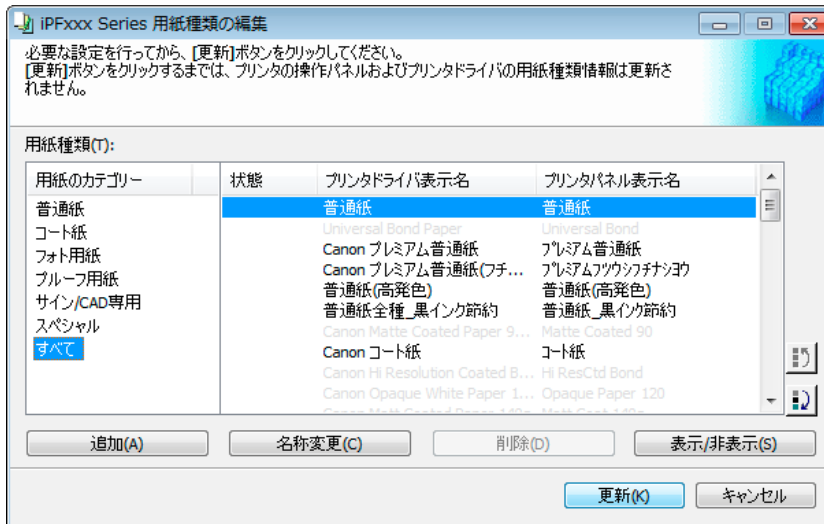 iPFxxx Series 用紙種類の編集
必要な設定を行ってから、[更新]ボタンをクリックしてください。
[更新]ボタンをクリックするまでは、プリンタの操作パネルおよびプリンタドライバの用紙種類情報は更新さ
れません。
用紙種類(T):
用紙のカテゴリー
普通紙
コート紙
フォト用紙
プルーフ用紙
サイン/CAD専用
スペシャル
すべて
状態 プリンタドライバ表示名 プリンタパネル表示名
普通紙 普通紙
Universal Bond Paper Universal Bond
Canon プレミアム普通紙 プレミアム普通紙
Canon プレミアム普通紙(フチ... プレミアムフツウシフチナシヨウ
普通紙(高発色) 普通紙(高発色)
普通紙全種_黒インク節約 普通紙_黒インク節約
Canon Matte Coated Paper 9... Matte Coated 90
Canon コート紙 コート紙
Canon Hi Resolution Coated B... Hi ResCtd Bond
Canon Opaque White Paper 1... Opaque Paper 120
Canon Matt Coated Paper 140g Matt Coat 140g
追加(A) 名称変更(C) 削除(D) 表示/非表示(S)
更新(K) キャンセル